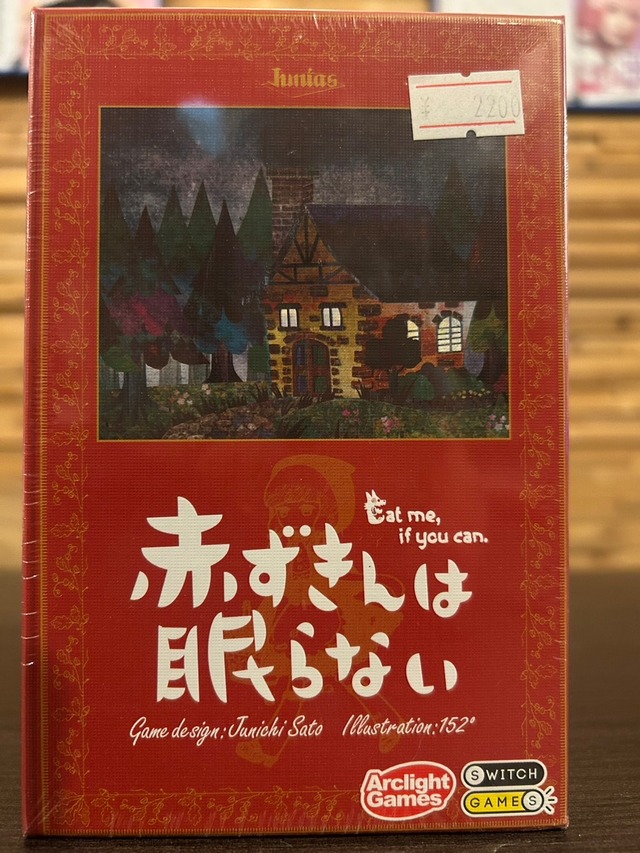 Junias
¥ 2200
Eat me,
if you can.
赤ずきんは
眠らない
Game design:Junichi Sato Illustration:152°
Arclight
Games
SWITCH
GAMES